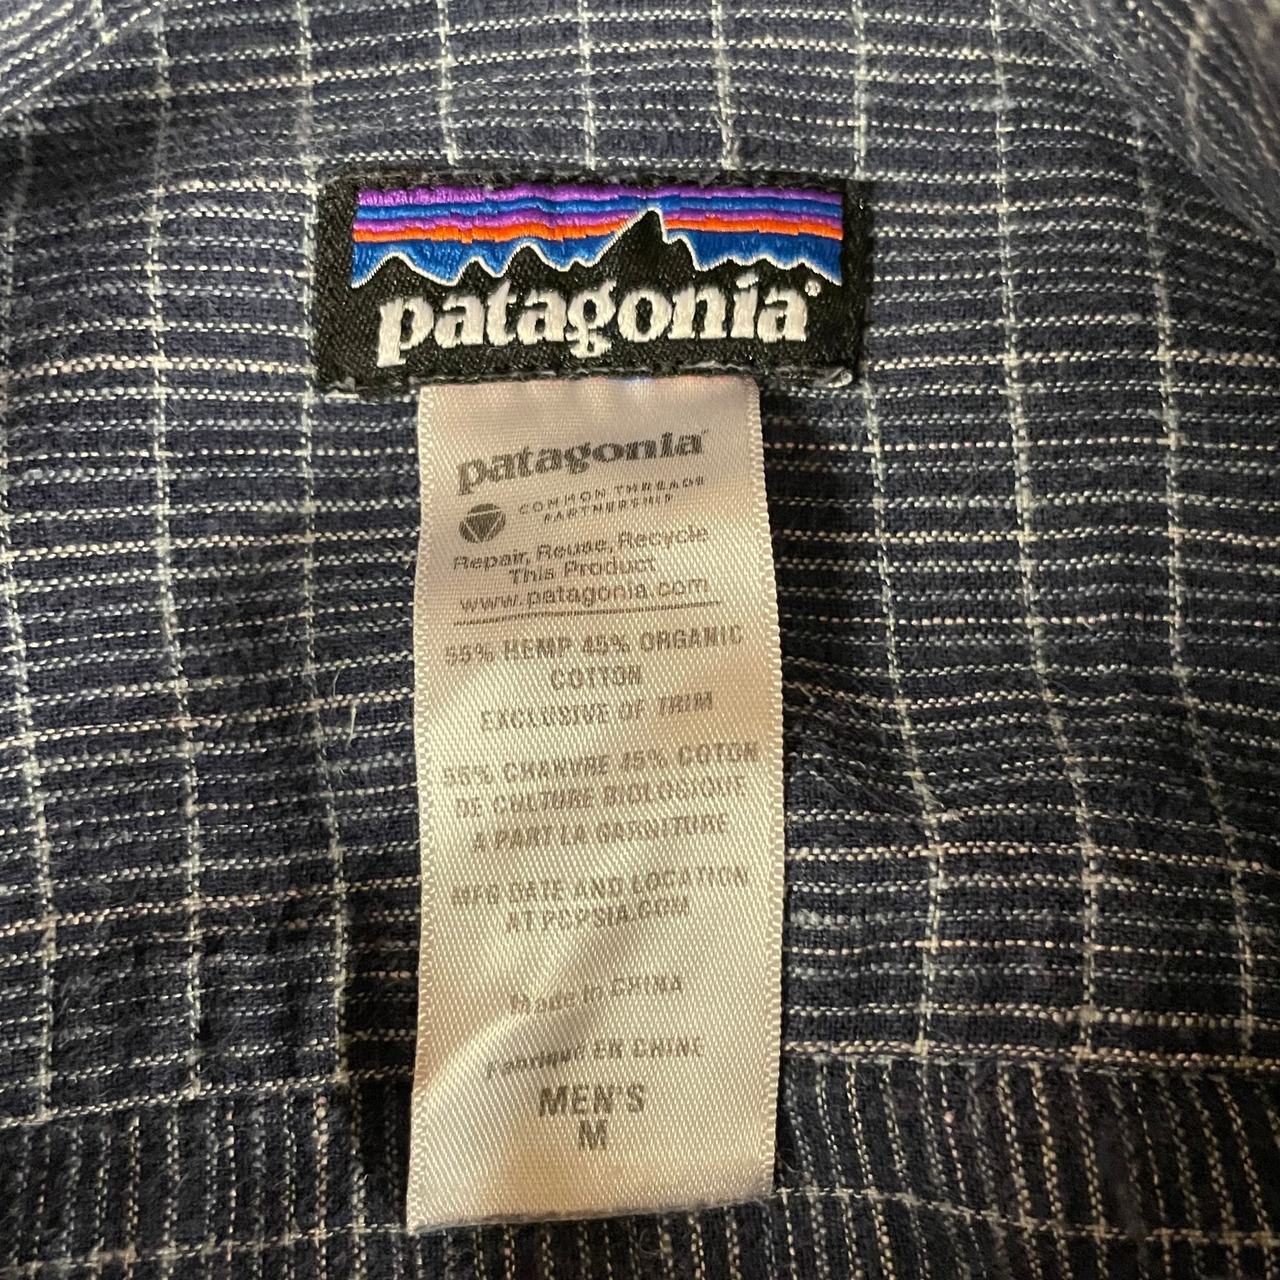 patagonia®
patagonia®
COMMON THREADS
PARTNERSHIP
Repair, Reuse, Recycle
This Product
www.patagonia.com
55% HEMP 45% ORGANIC
COTTON
EXCLUSIVE OF TRIM
55% CHANVRE 45% COTON
DE CULTURE BIOLOGIQUE
A PART LA GARNITURE
MFG DATE AND LOCATION
AT POPSIA.COM
Made in CHINA
Fabriqué EN CHINE
MEN'S
M